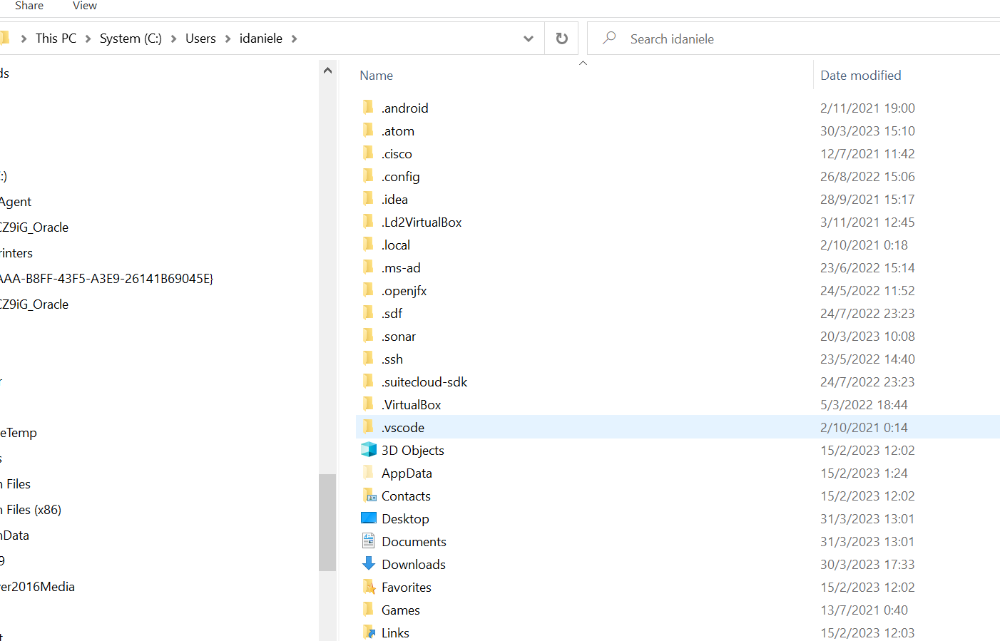 Share View
This PC System (C:) Users idaniele
Search idaniele
ds
:)
Agent
CZ9iG_Oracle
rinters
AAA-B8FF-43F5-A3E9-26141B69045E}
CZ9iG_Oracle
r
eTemp
s
n Files
n Files (x86)
nData
9
ver2016Media
t
Name Date modified
.android 2/11/2021 19:00
.atom 30/3/2023 15:10
.cisco 12/7/2021 11:42
.config 26/8/2022 15:06
.idea 28/9/2021 15:17
.Ld2VirtualBox 3/11/2021 12:45
.local 2/10/2021 0:18
.ms-ad 23/6/2022 15:14
.openjfx 24/5/2022 11:52
.sdf 24/7/2022 23:23
.sonar 20/3/2023 10:08
.ssh 23/5/2022 14:40
.suitecloud-sdk 24/7/2022 23:23
.VirtualBox 5/3/2022 18:44
.vscode 2/10/2021 0:14
3D Objects 15/2/2023 12:02
AppData 15/2/2023 1:24
Contacts 15/2/2023 12:02
Desktop 31/3/2023 13:01
Documents 31/3/2023 13:01
Downloads 30/3/2023 17:33
Favorites 15/2/2023 12:02
Games 13/7/2021 0:40
Links 15/2/2023 12:03